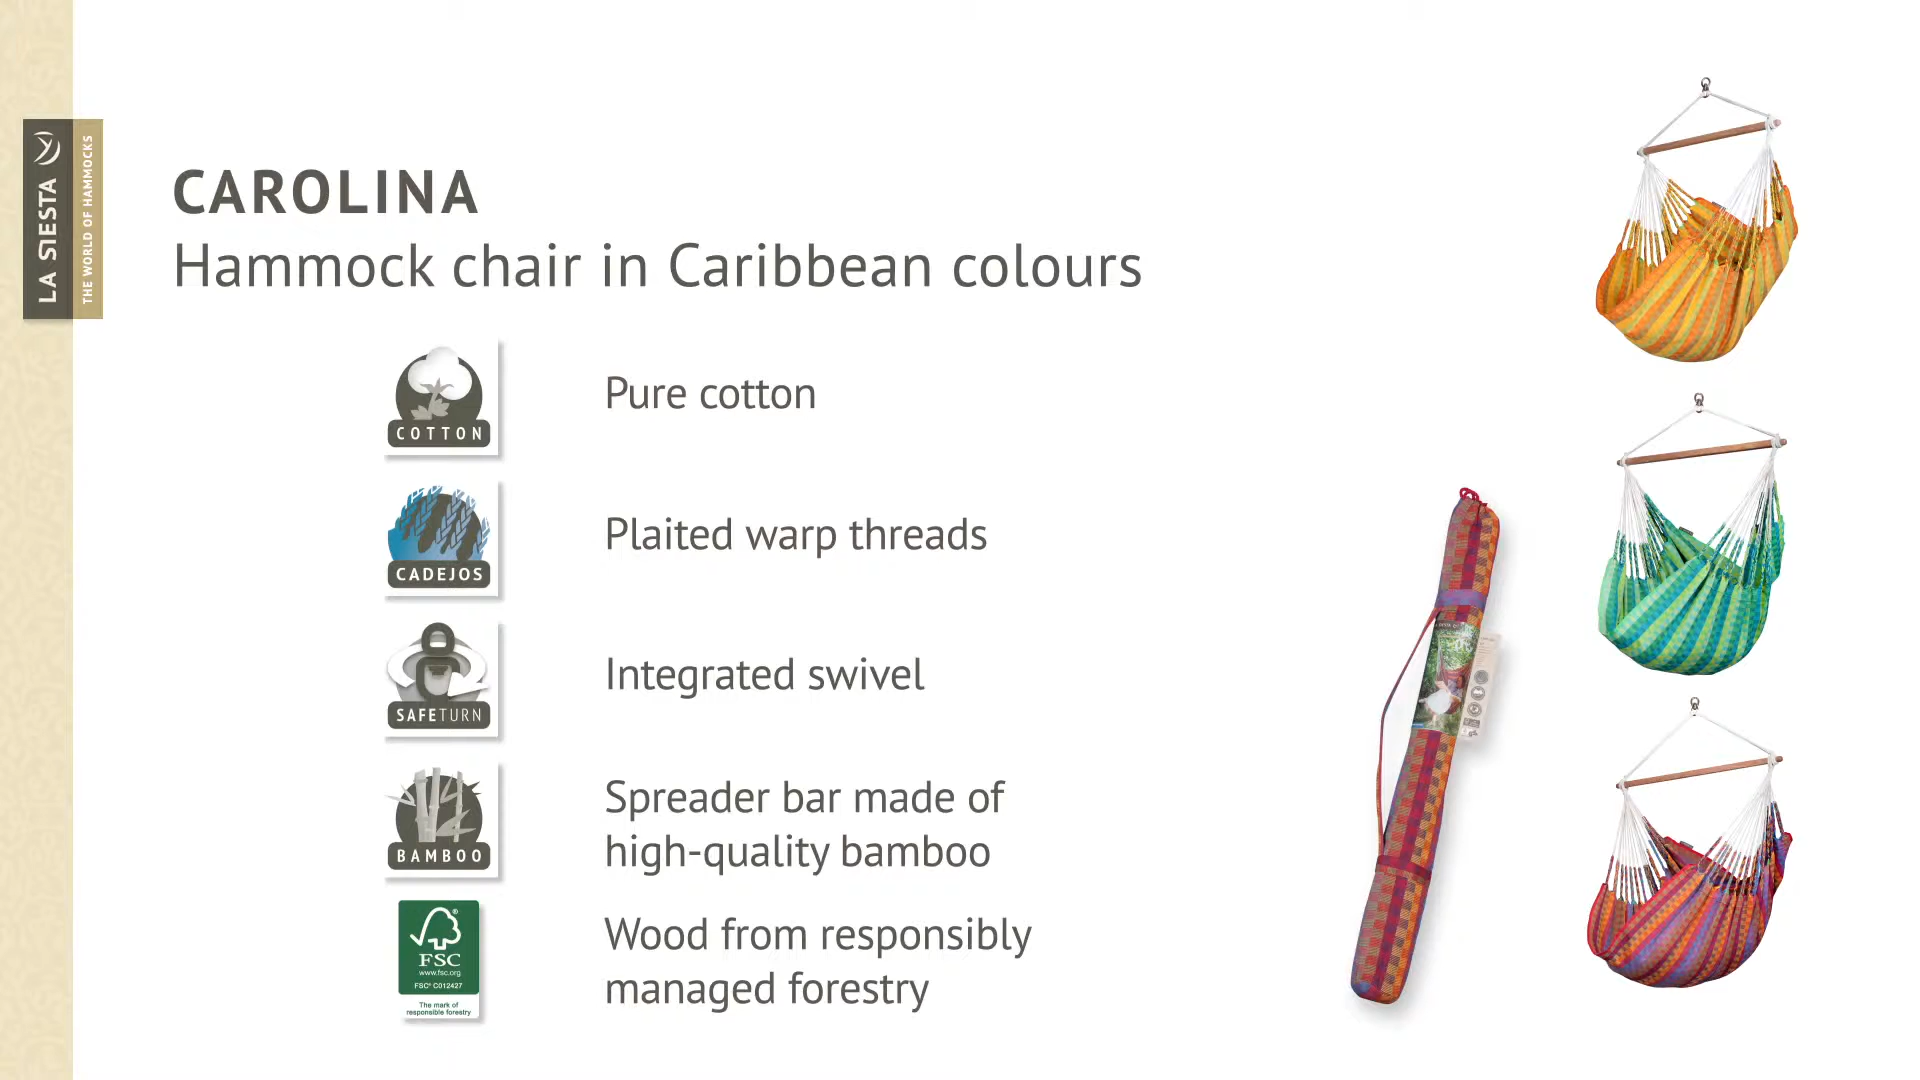 LA SIESTA
THE WORLD OF HAMMOCKS
CAROLINA
Hammock chair in Caribbean colours
COTTON
Pure cotton
CADEJOS
Plaited warp threads
SAFETURN
Integrated swivel
BAMBOO
Spreader bar made of
high-quality bamboo
FSC
www.fsc.org
FSC® C012427
The mark of
responsible forestry
Wood from responsibly
managed forestry